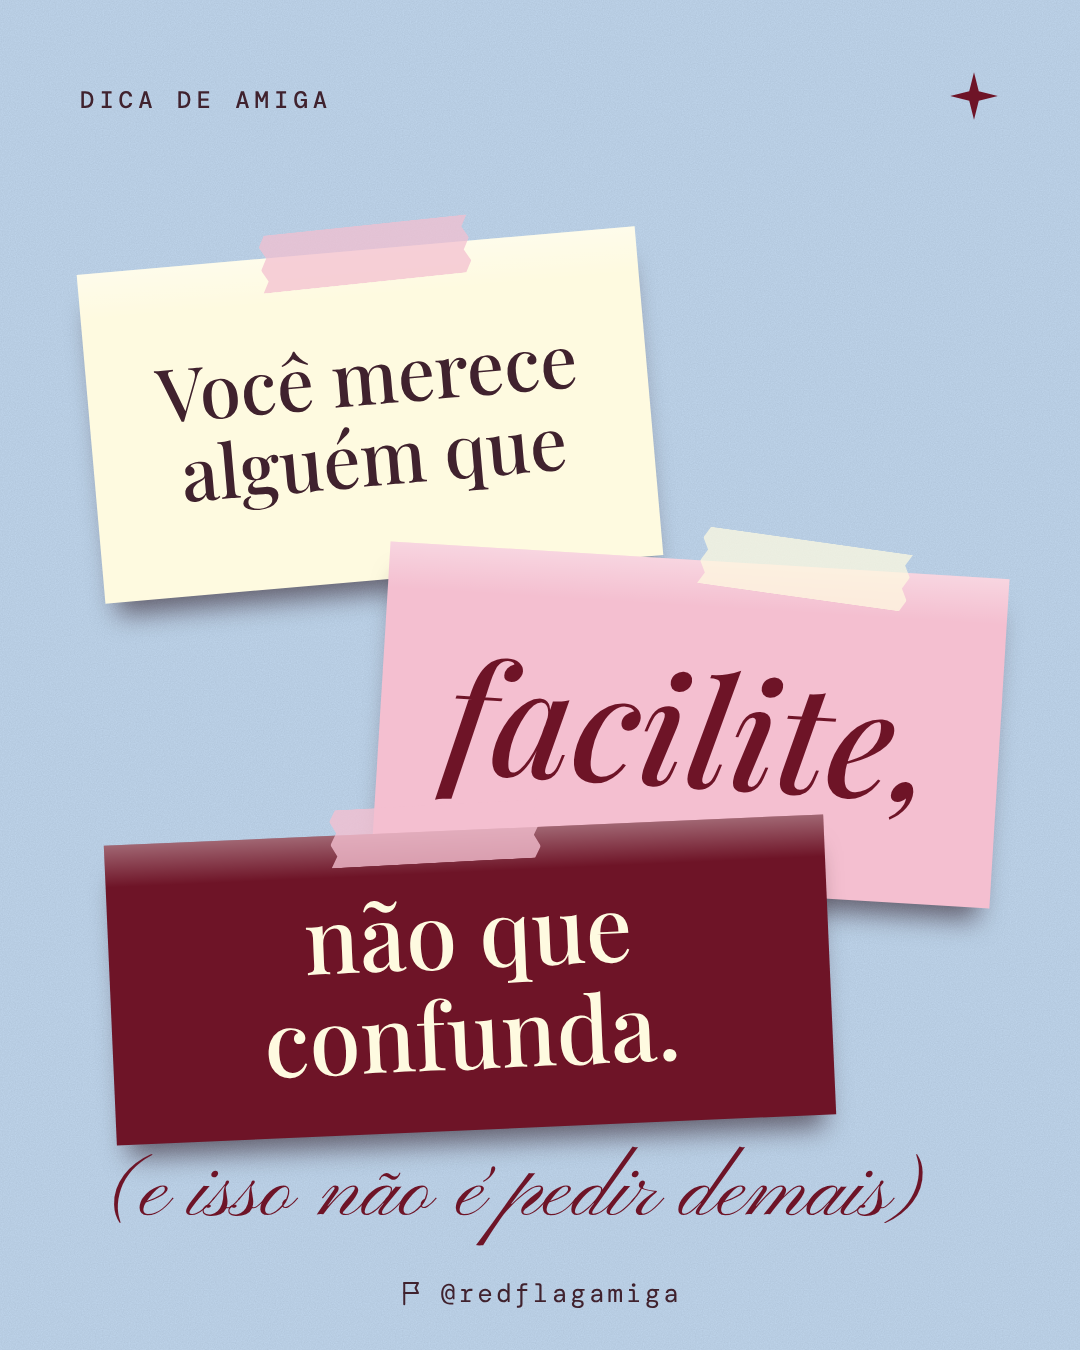 DICA DE AMIGA
Você merece
alguém que
facilite,
não que
confunda.
(e isso não é pedir demais)
@redflagamiga